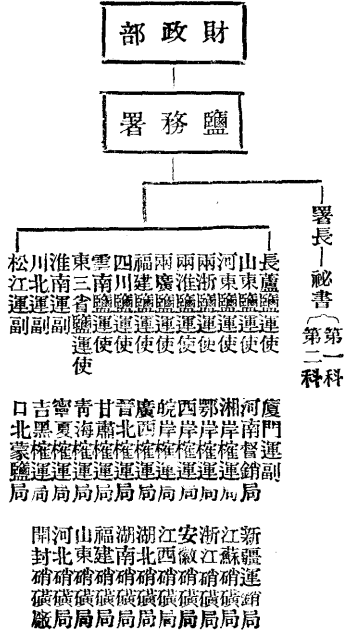 財政部
鹽務署
署長—祕書
第一科
第二科
長蘆鹽運使
山東鹽運使
河東鹽運使
兩浙鹽運使
兩淮鹽運使
兩廣鹽運使
福建鹽運使
四川鹽運使
雲南鹽運使
東三省鹽運使
淮南運副
川北運副
松江運副
廈門運副
河南督銷局
湘岸榷運局
鄂岸榷運局
西岸榷運局
皖岸榷運局
廣西榷運局
晉北榷運局
甘肅榷運局
青海榷運局
寧夏榷運局
吉黑榷運局
口北蒙鹽局
新疆運銷局
江蘇硝磺局
浙江硝磺局
安徽硝磺局
江西硝磺局
湖北硝磺局
湖南硝磺局
福建硝磺局
山東硝磺局
河北硝磺局
開封硝磺廠